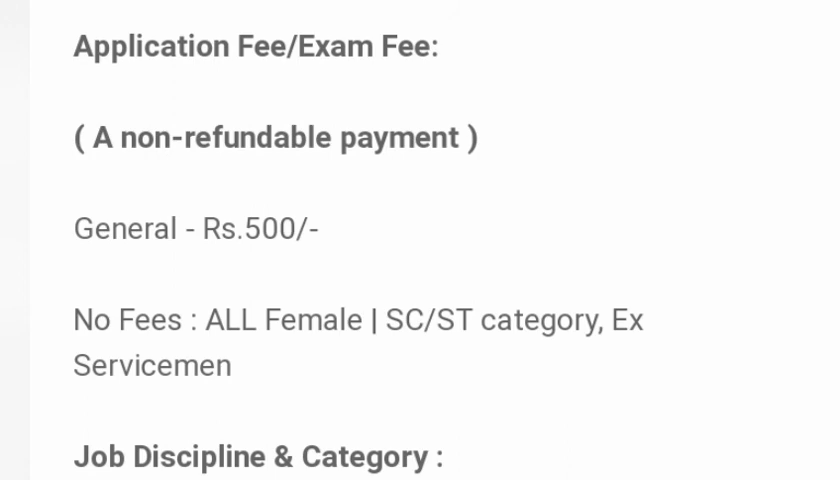 Application Fee/Exam Fee:
( A non-refundable payment )
General - Rs.500/-
No Fees : ALL Female | SC/ST category, Ex
Servicemen
Job Discipline & Category :